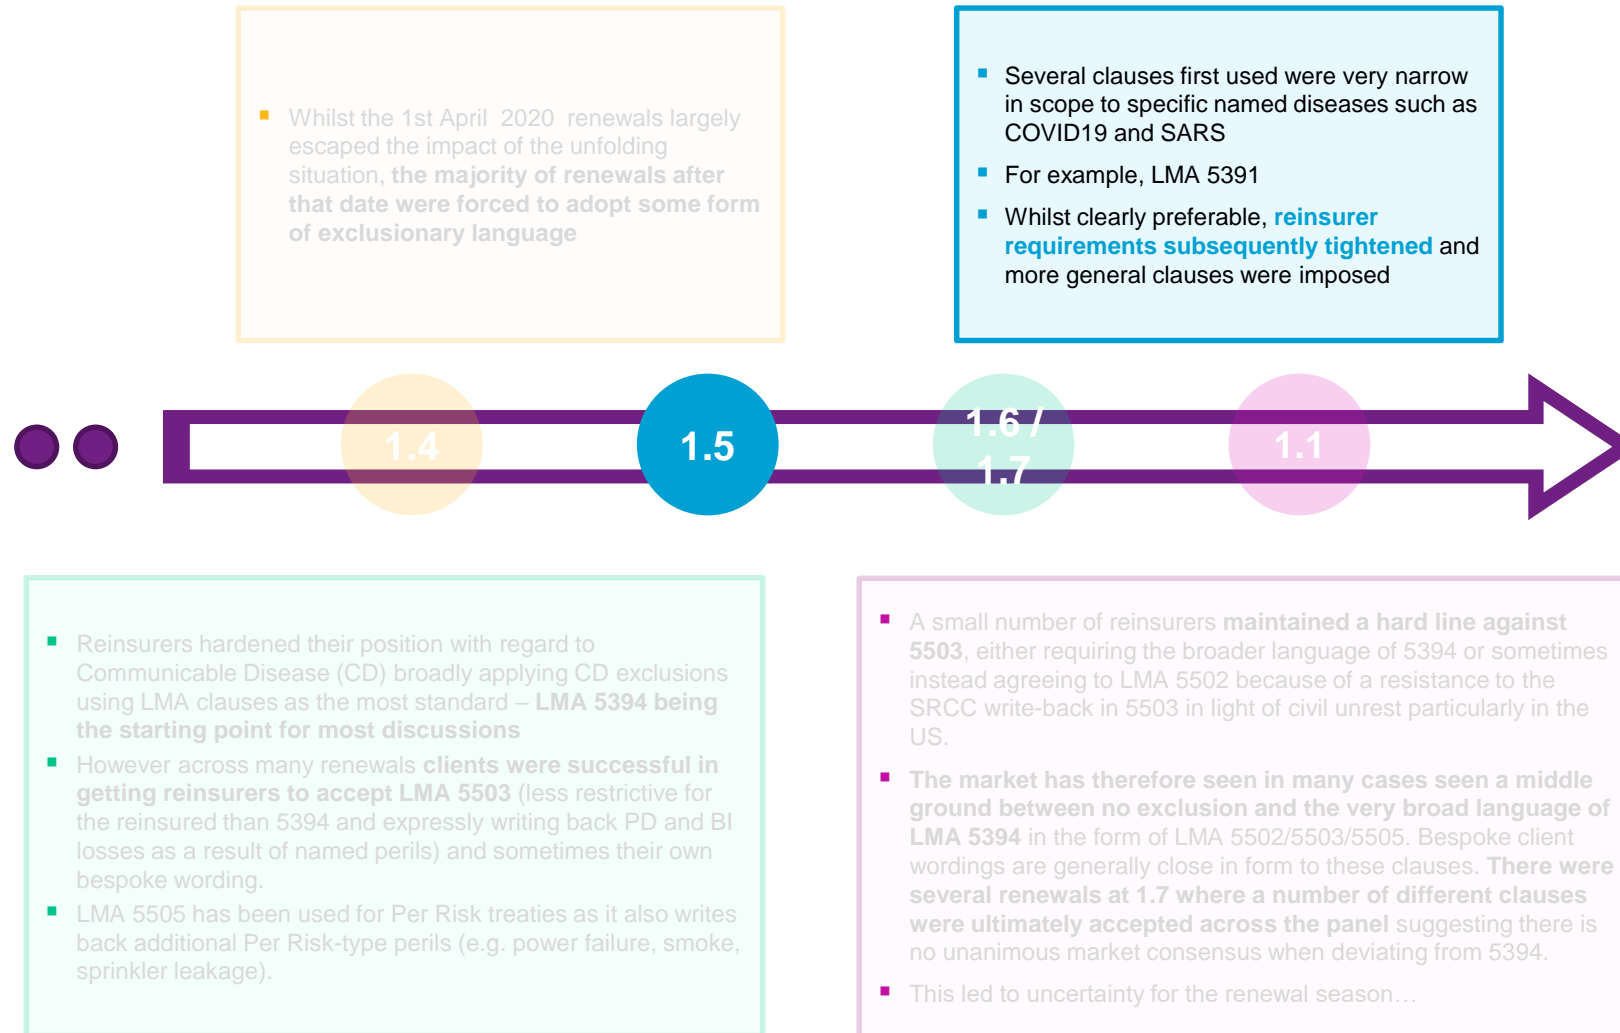 ▪ Whilst the 1st April  2020  renewals largely
escaped the impact of the unfolding
situation, the majority of renewals after
that date were forced to adopt some form
of exclusionary language
▪ Several clauses first used were very narrow
in scope to specific named diseases such as
COVID19 and SARS
▪ For example, LMA 5391
▪ Whilst clearly preferable, reinsurer
requirements subsequently tightened and
more general clauses were imposed
1.4
1.5
1.6 /
1.7
1.1
▪ Reinsurers hardened their position with regard to
Communicable Disease (CD) broadly applying CD exclusions
using LMA clauses as the most standard – LMA 5394 being
the starting point for most discussions
▪ However across many renewals clients were successful in
getting reinsurers to accept LMA 5503 (less restrictive for
the reinsured than 5394 and expressly writing back PD and BI
losses as a result of named perils) and sometimes their own
bespoke wording.
▪ LMA 5505 has been used for Per Risk treaties as it also writes
back additional Per Risk-type perils (e.g. power failure, smoke,
sprinkler leakage).
▪ A small number of reinsurers maintained a hard line against
5503, either requiring the broader language of 5394 or sometimes
instead agreeing to LMA 5502 because of a resistance to the
SRCC write-back in 5503 in light of civil unrest particularly in the
US.
▪ The market has therefore seen in many cases seen a middle
ground between no exclusion and the very broad language of
LMA 5394 in the form of LMA 5502/5503/5505. Bespoke client
wordings are generally close in form to these clauses. There were
several renewals at 1.7 where a number of different clauses
were ultimately accepted across the panel suggesting there is
no unanimous market consensus when deviating from 5394.
▪ This led to uncertainty for the renewal season…